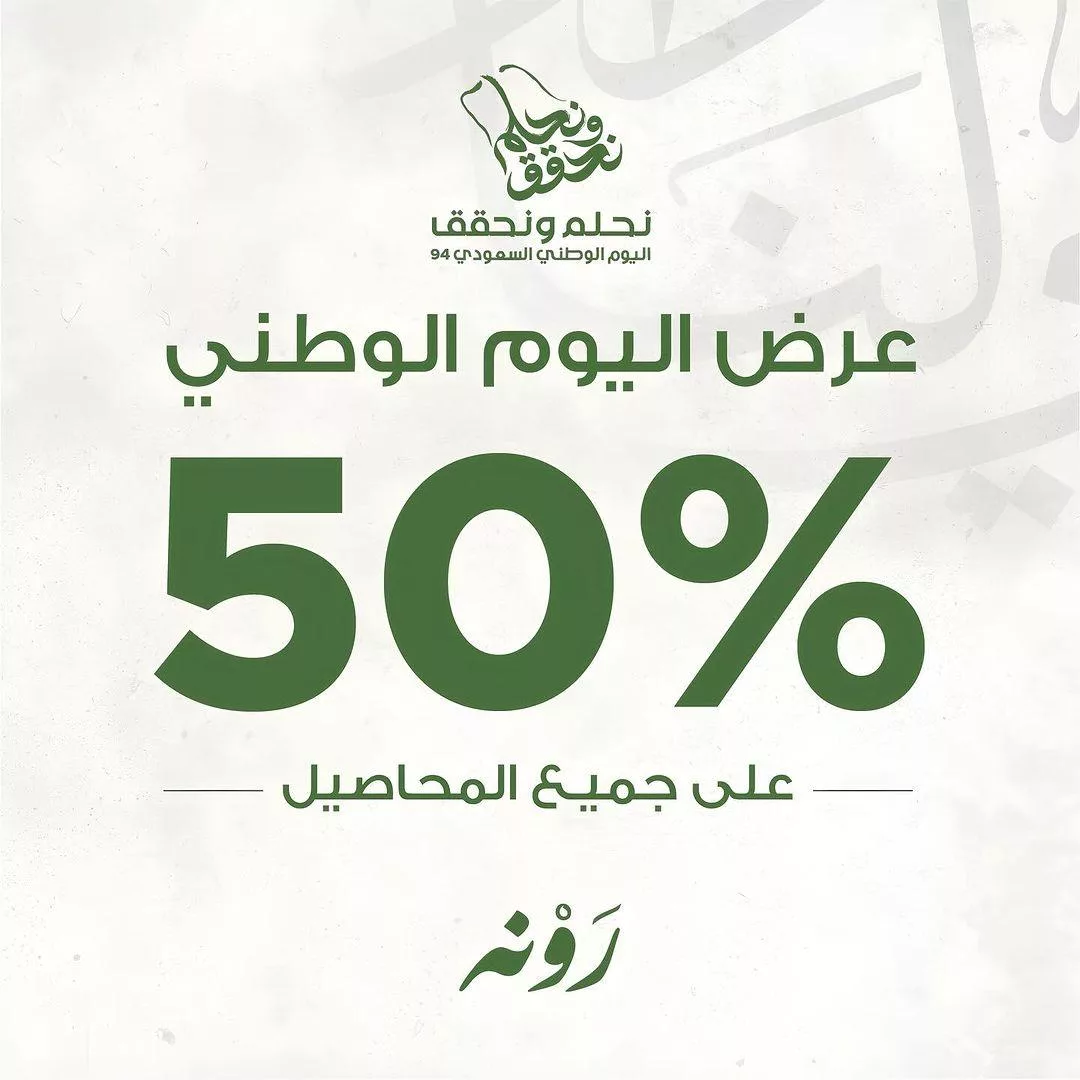 نحلم ونحقق
نحلم ونحقق
اليوم الوطني السعودي 94
عرض اليوم الوطني
50%
على جميع المحاصيل
رَوْنه